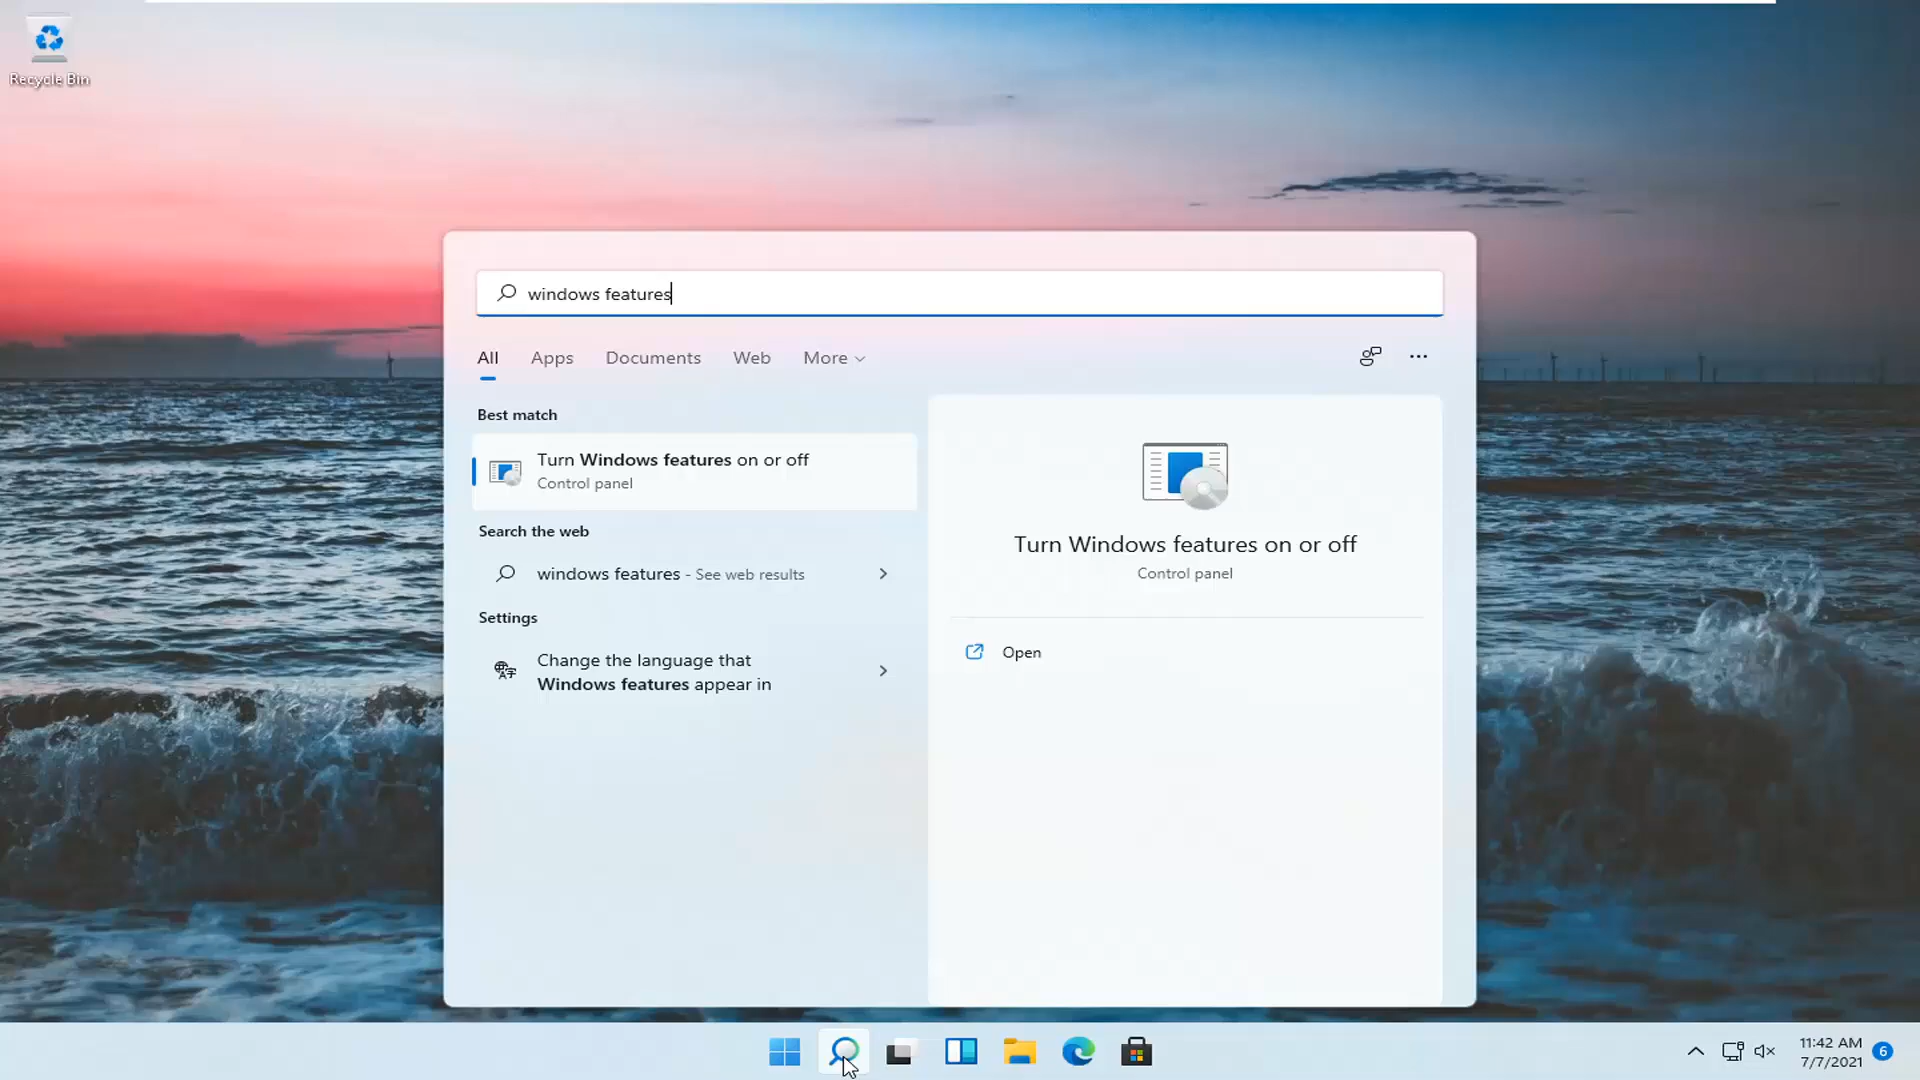 Recycle Bin
windows features
All Apps Documents Web More
Best match
Turn Windows features on or off
Control panel
Search the web
windows features - See web results
Settings
Change the language that
Windows features appear in
Turn Windows features on or off
Control panel
Open
11:42 AM
7/7/2021
6